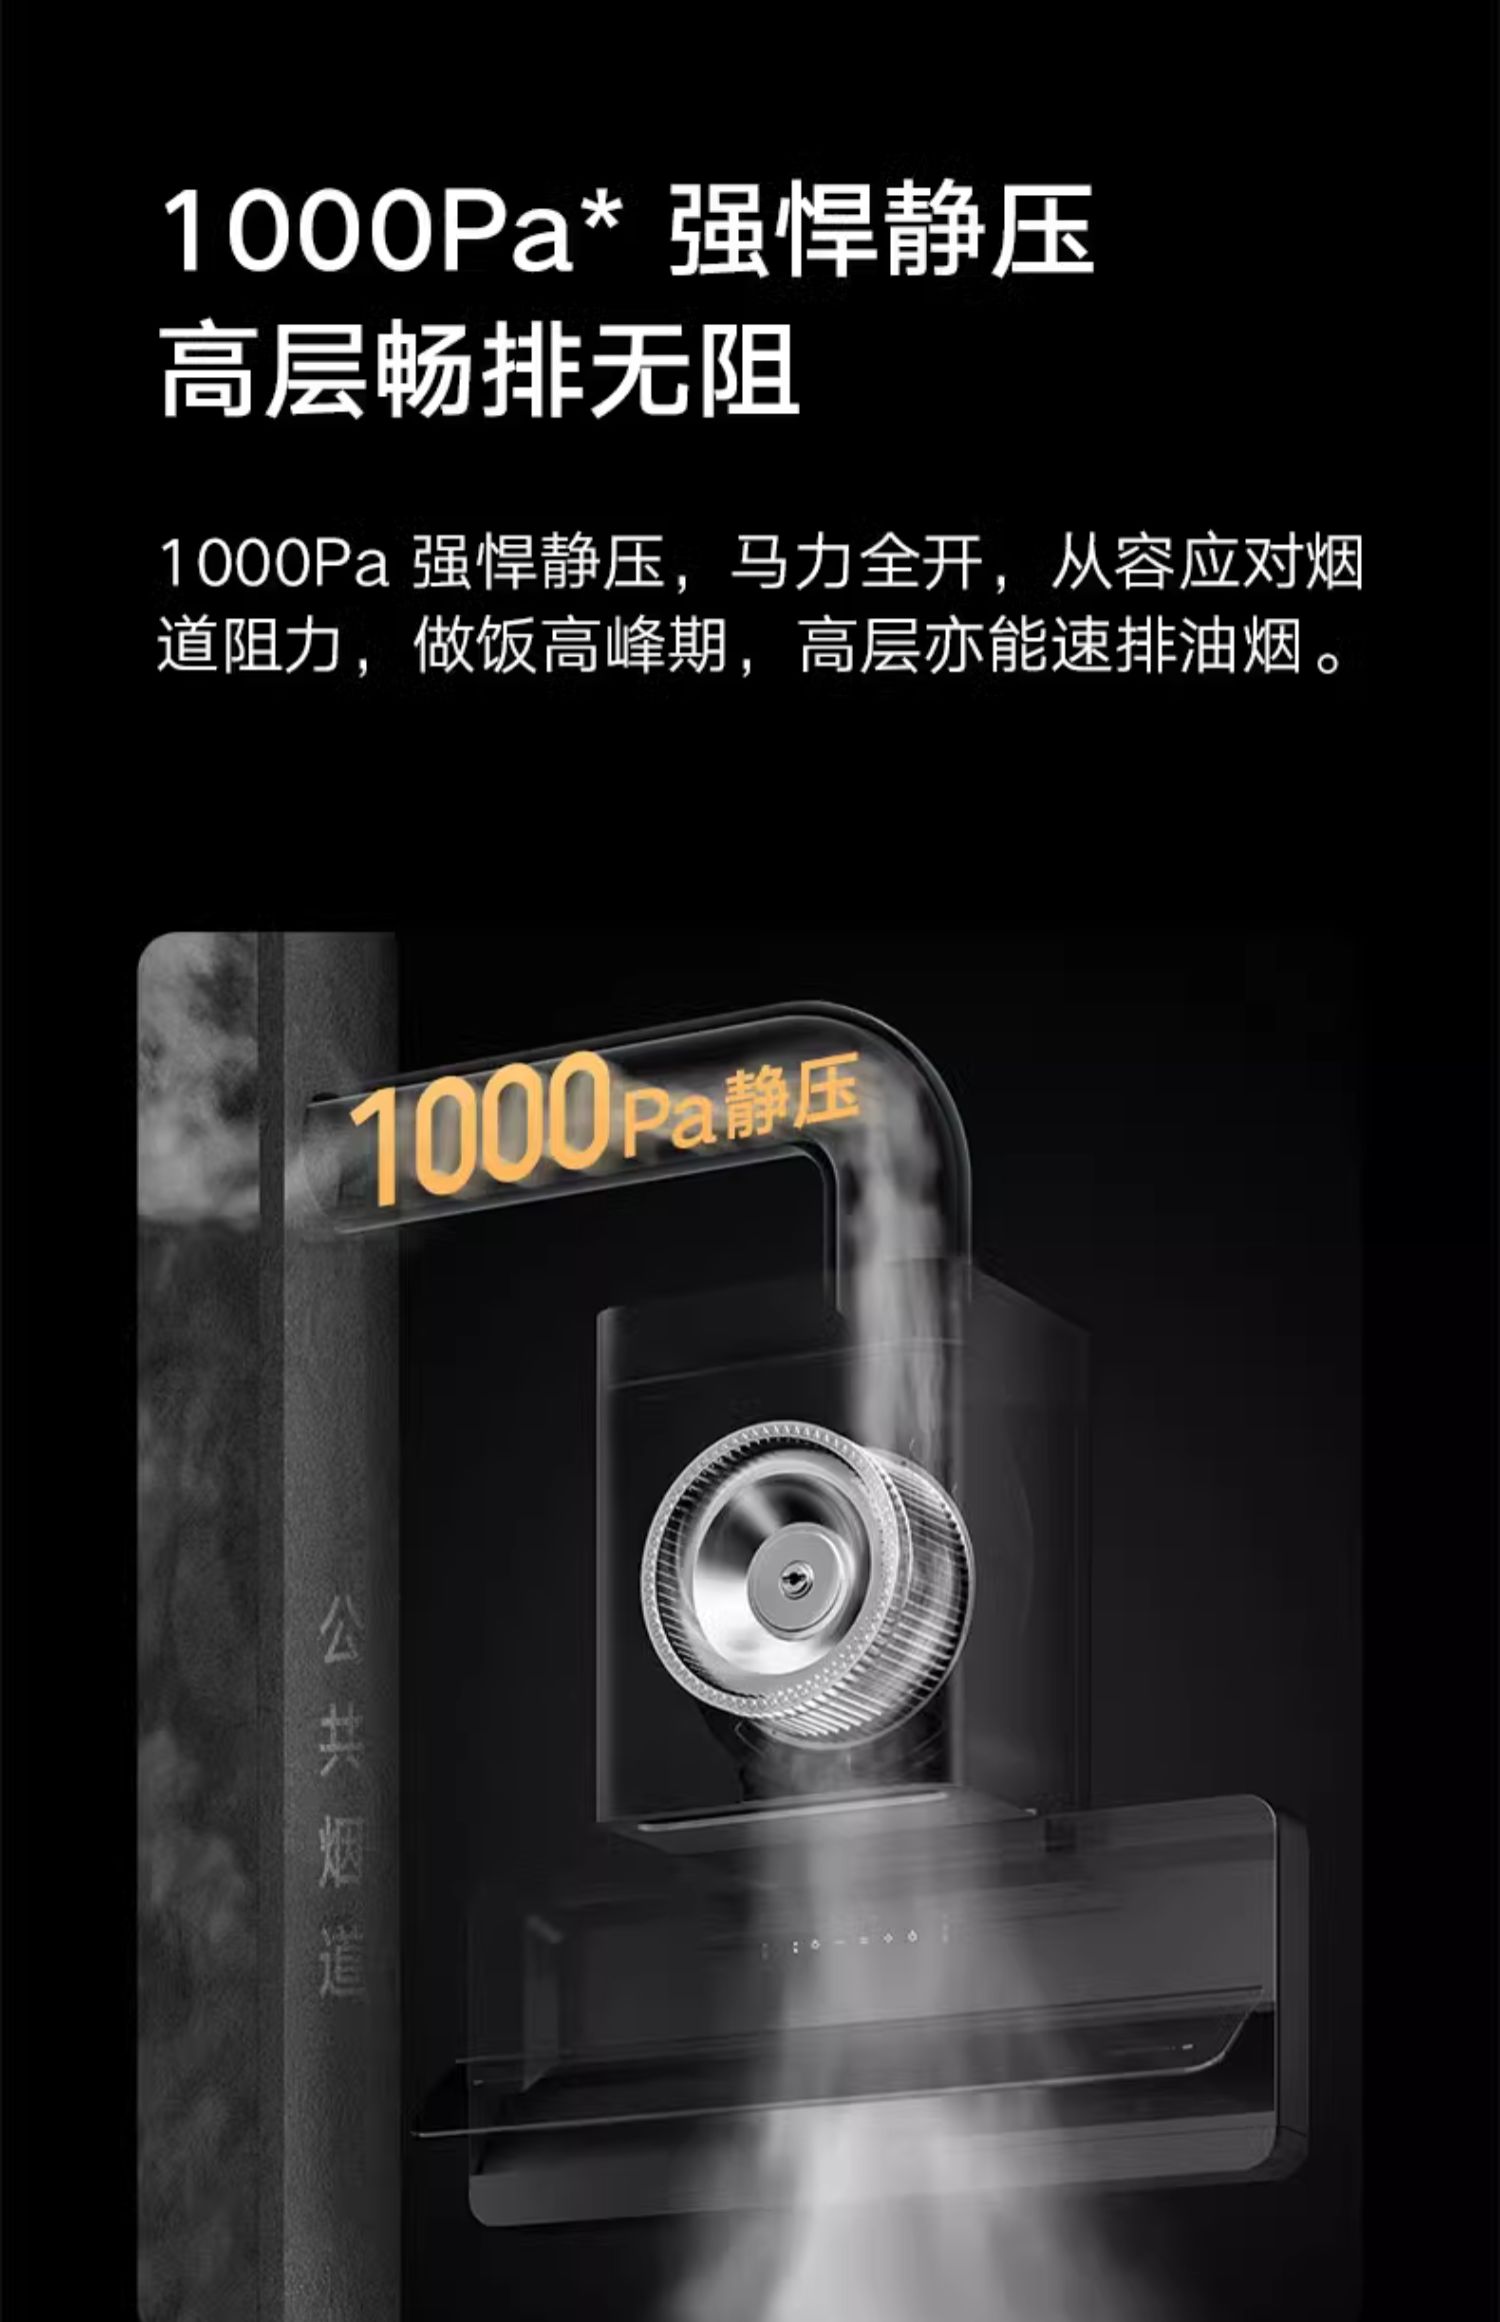 1000Pa* 强悍静压
高层畅排无阻
1000Pa 强悍静压，马力全开，从容应对烟
道阻力，做饭高峰期，高层亦能速排油烟。
1000Pa静压
公共烟道